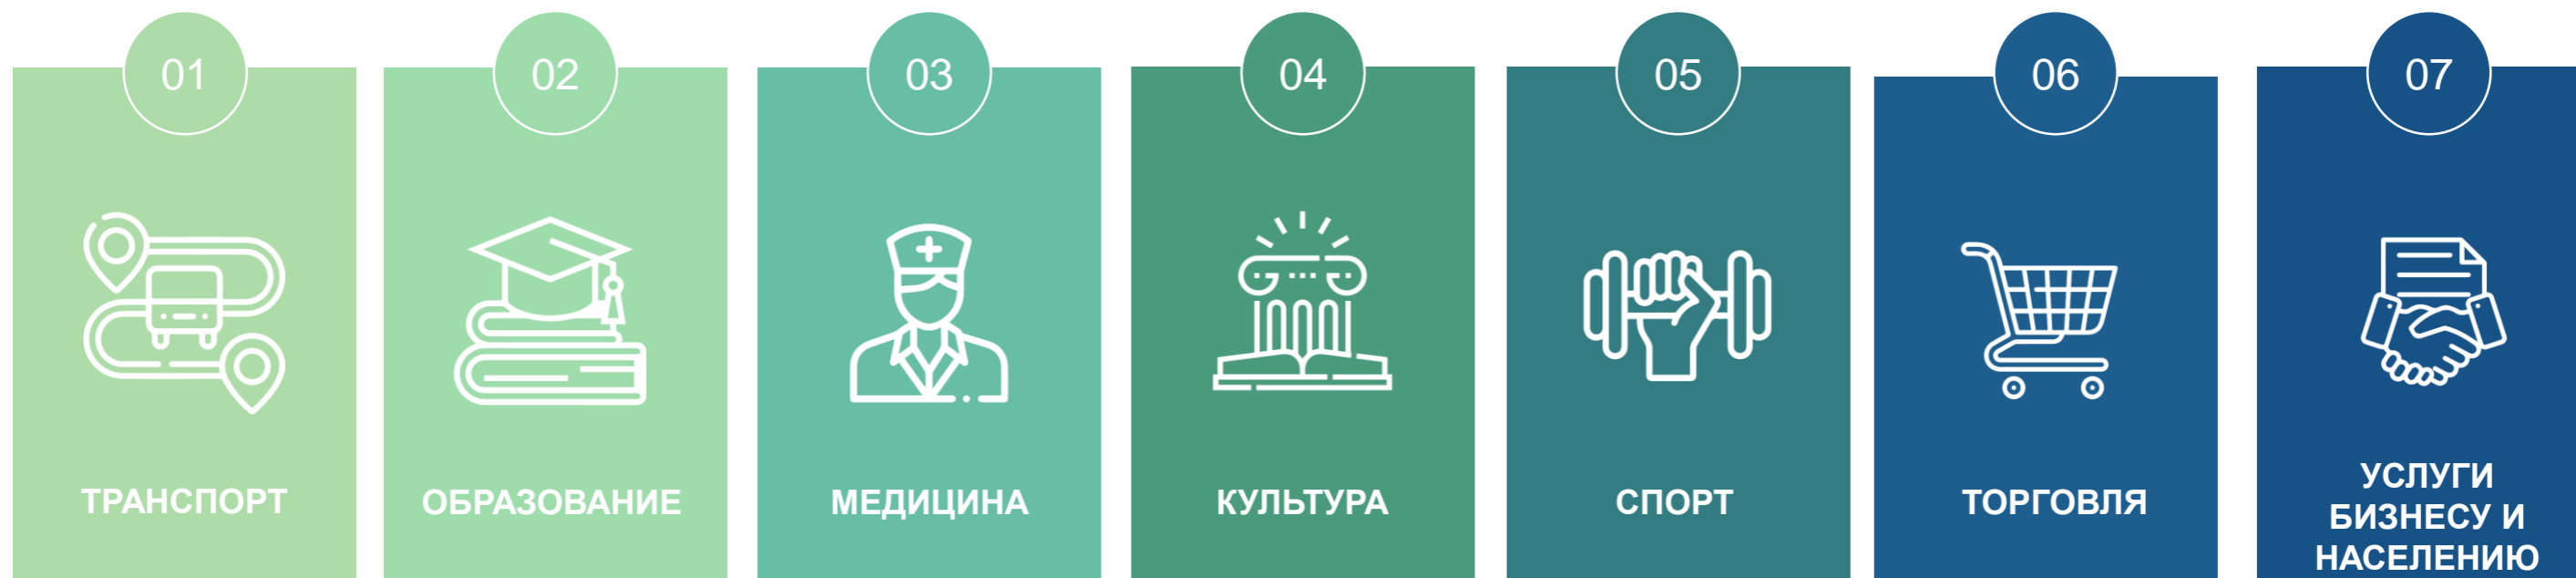 01
ТРАНСПОРТ
02
ОБРАЗОВАНИЕ
03
МЕДИЦИНА
04
КУЛЬТУРА
05
СПОРТ
06
ТОРГОВЛЯ
07
УСЛУГИ
БИЗНЕСУ И
НАСЕЛЕНИЮ